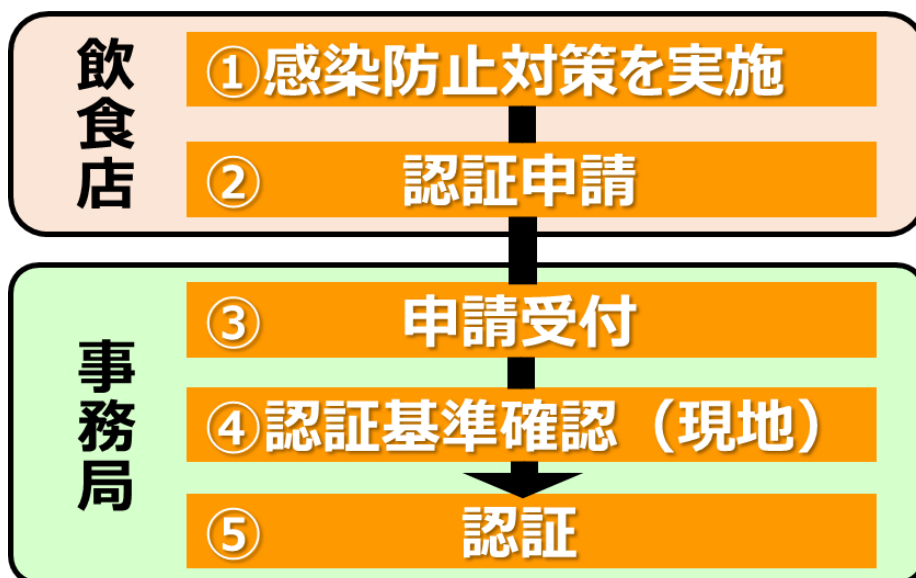 飲食店
①感染防止対策を実施
② 認証申請
事務局
③ 申請受付
④認証基準確認（現地）
⑤ 認証